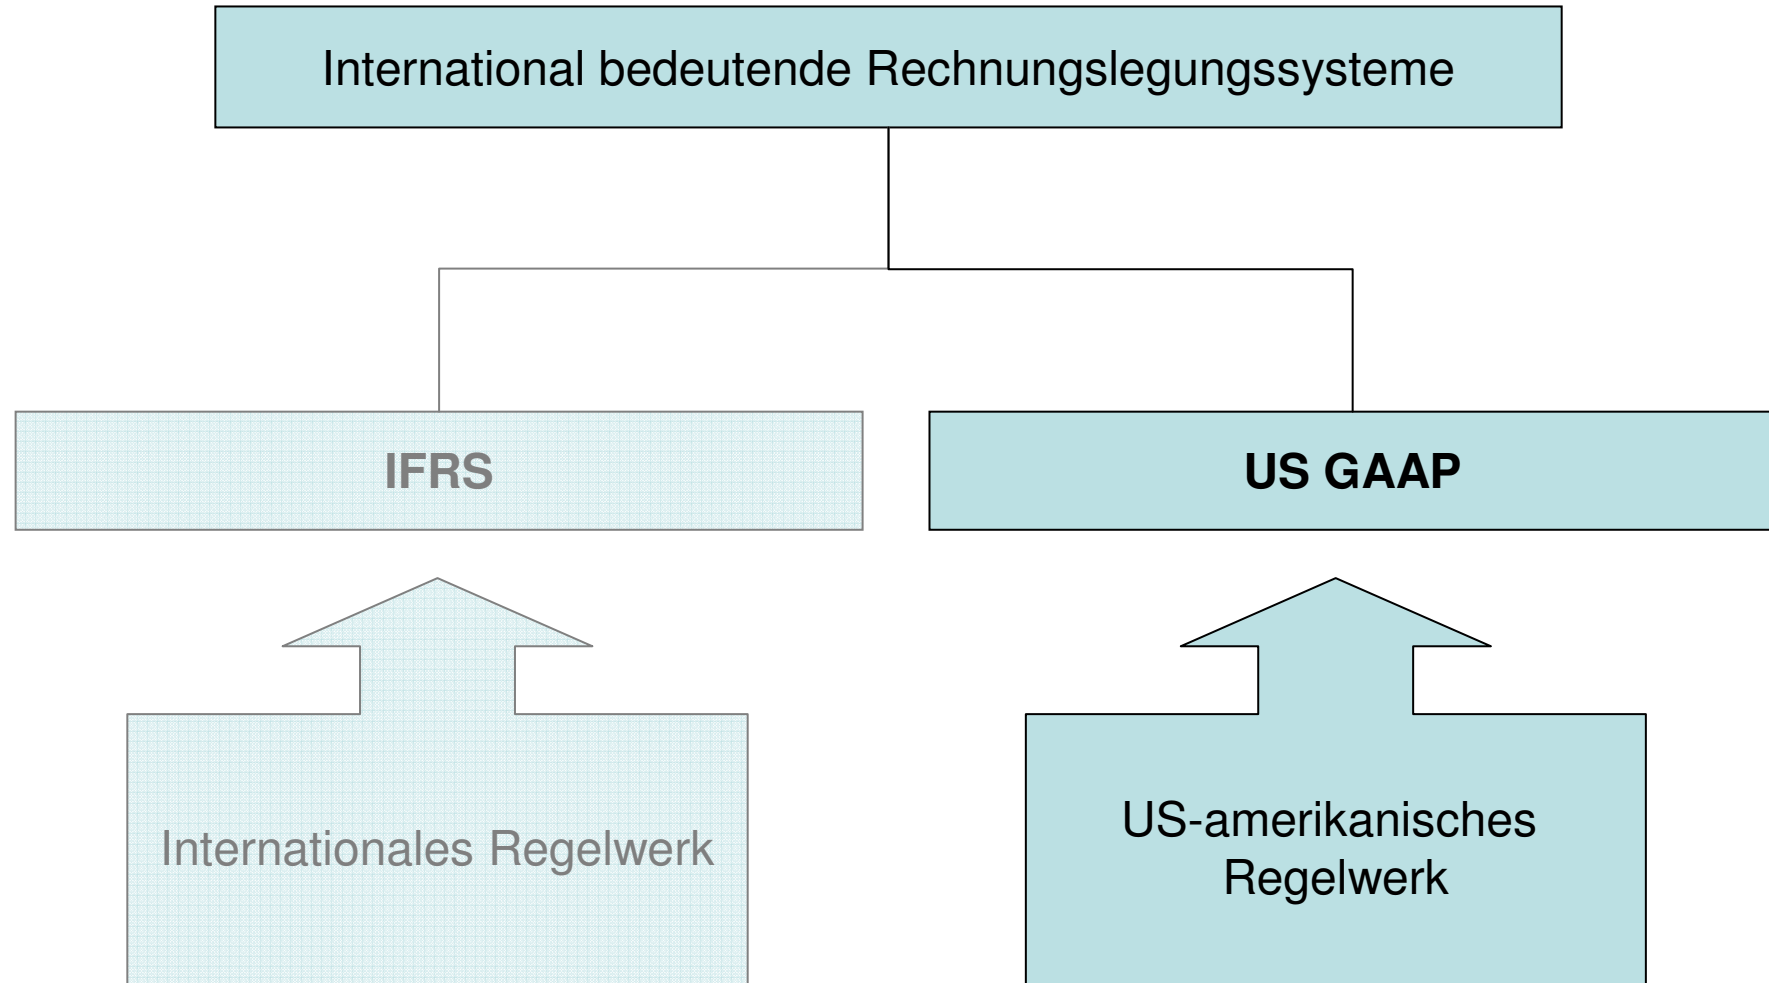 International bedeutende Rechnungslegungssysteme
IFRS
US GAAP
Internationales Regelwerk
US-amerikanisches
Regelwerk